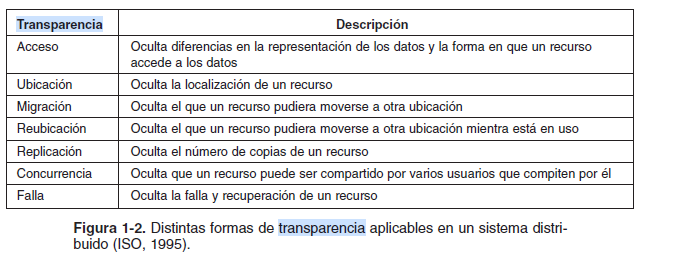 Transparencia Descripción
Acceso Oculta diferencias en la representación de los datos y la forma en que un recurso
accede a los datos
Ubicación Oculta la localización de un recurso
Migración Oculta el que un recurso pudiera moverse a otra ubicación
Reubicación Oculta el que un recurso pudiera moverse a otra ubicación mientra está en uso
Replicación Oculta el número de copias de un recurso
Concurrencia Oculta que un recurso puede ser compartido por varios usuarios que compiten por él
Falla Oculta la falla y recuperación de un recurso
Figura 1-2. Distintas formas de transparencia aplicables en un sistema distri-
buido (ISO, 1995).